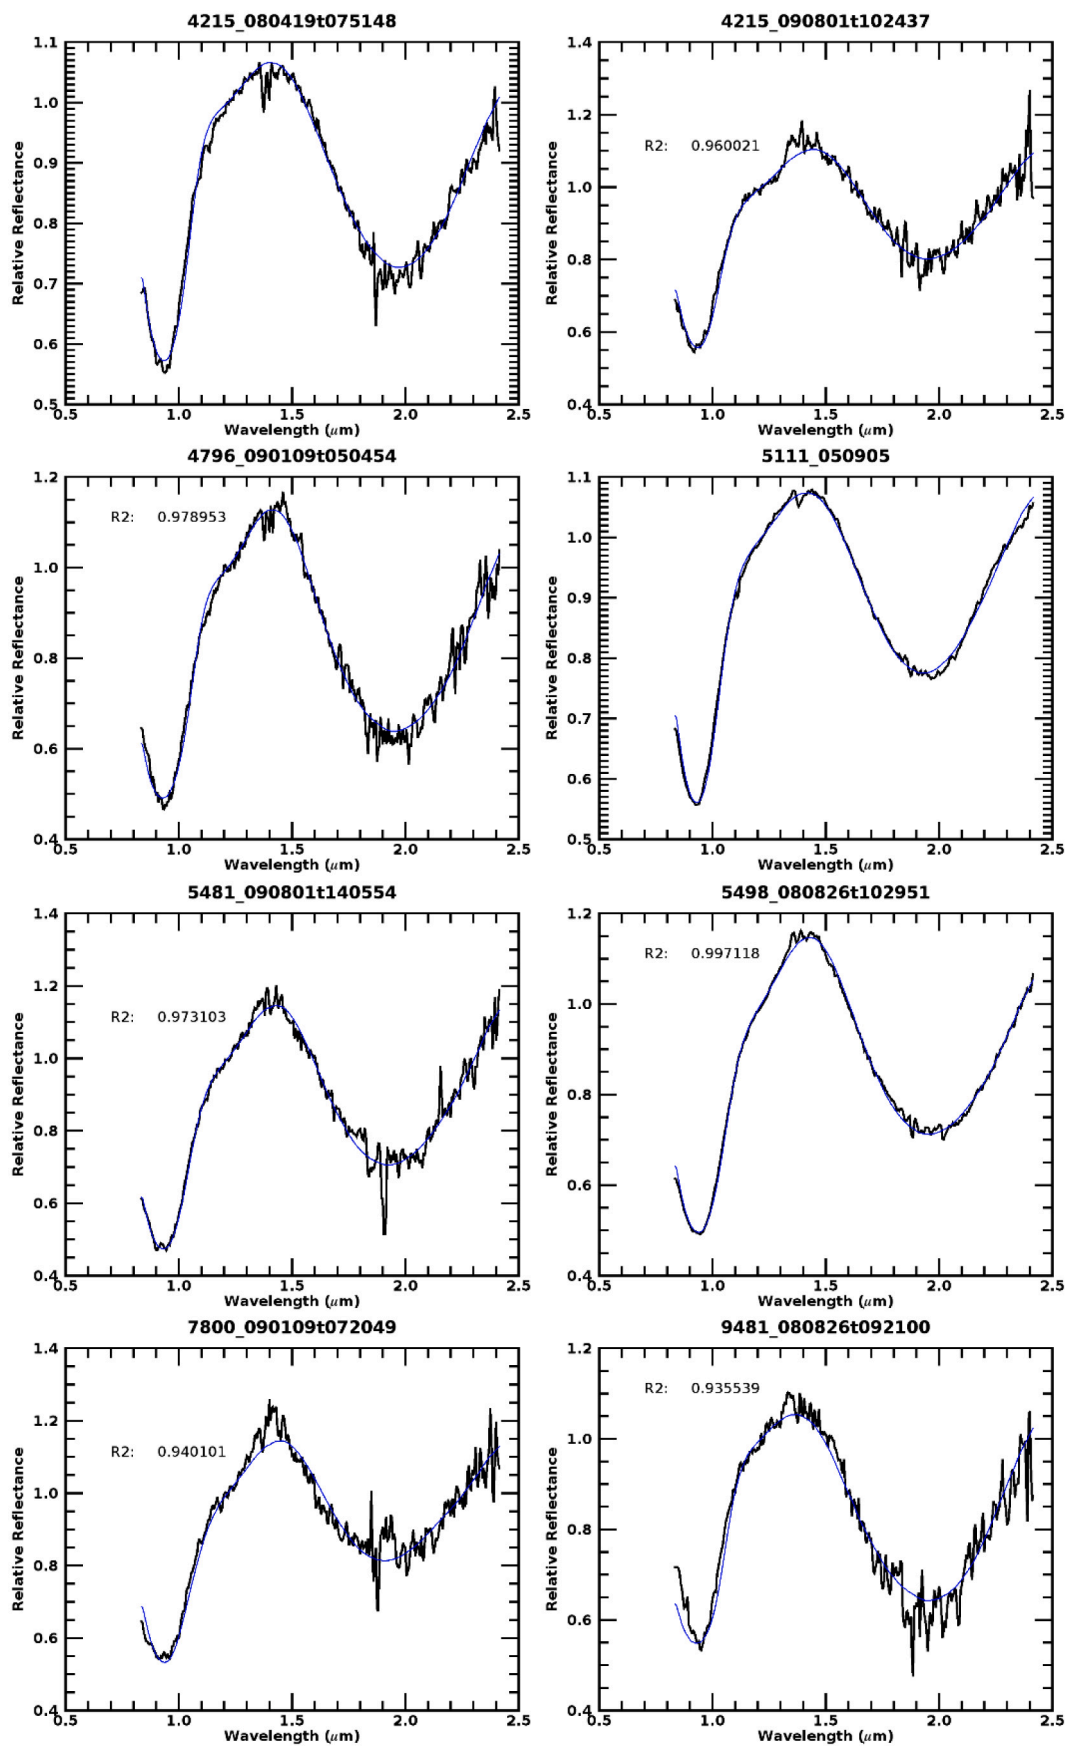 4215_080419t075148
1.1
1.0
0.9
0.8
0.7
0.6
0.5
Relative Reflectance
0.5 1.0 1.5 2.0 2.5
Wavelength (μm)
4215_090801t102437
1.4
1.2
1.0
0.8
0.6
0.4
Relative Reflectance
R2: 0.960021
0.5 1.0 1.5 2.0 2.5
Wavelength (μm)
4796_090109t050454
1.2
1.0
0.8
0.6
0.4
Relative Reflectance
R2: 0.978953
0.5 1.0 1.5 2.0 2.5
Wavelength (μm)
5111_050905
1.1
1.0
0.9
0.8
0.7
0.6
0.5
Relative Reflectance
0.5 1.0 1.5 2.0 2.5
Wavelength (μm)
5481_090801t140554
1.4
1.2
1.0
0.8
0.6
0.4
Relative Reflectance
R2: 0.973103
0.5 1.0 1.5 2.0 2.5
Wavelength (μm)
5498_080826t102951
1.2
1.0
0.8
0.6
0.4
Relative Reflectance
R2: 0.997118
0.5 1.0 1.5 2.0 2.5
Wavelength (μm)
7800_090109t072049
1.4
1.2
1.0
0.8
0.6
0.4
Relative Reflectance
R2: 0.940101
0.5 1.0 1.5 2.0 2.5
Wavelength (μm)
9481_080826t092100
1.2
1.0
0.8
0.6
0.4
Relative Reflectance
R2: 0.935539
0.5 1.0 1.5 2.0 2.5
Wavelength (μm)